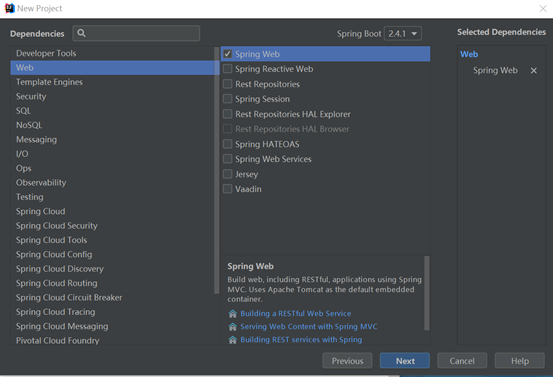 New Project
Dependencies
Spring Boot 2.4.1
Selected Dependencies
Developer Tools
Web
Template Engines
Security
SQL
NoSQL
Messaging
I/O
Ops
Observability
Testing
Spring Cloud
Spring Cloud Security
Spring Cloud Tools
Spring Cloud Config
Spring Cloud Discovery
Spring Cloud Routing
Spring Cloud Circuit Breaker
Spring Cloud Tracing
Spring Cloud Messaging
Pivotal Cloud Foundry
Spring Web
Spring Reactive Web
Rest Repositories
Spring Session
Rest Repositories HAL Explorer
Rest Repositories HAL Browser
Spring HATEOAS
Spring Web Services
Jersey
Vaadin
Spring Web
Build web, including RESTful, applications using Spring
MVC. Uses Apache Tomcat as the default embedded
container.
Building a RESTful Web Service
Serving Web Content with Spring MVC
Building REST services with Spring
Web
Spring Web
Previous
Next
Cancel
Help